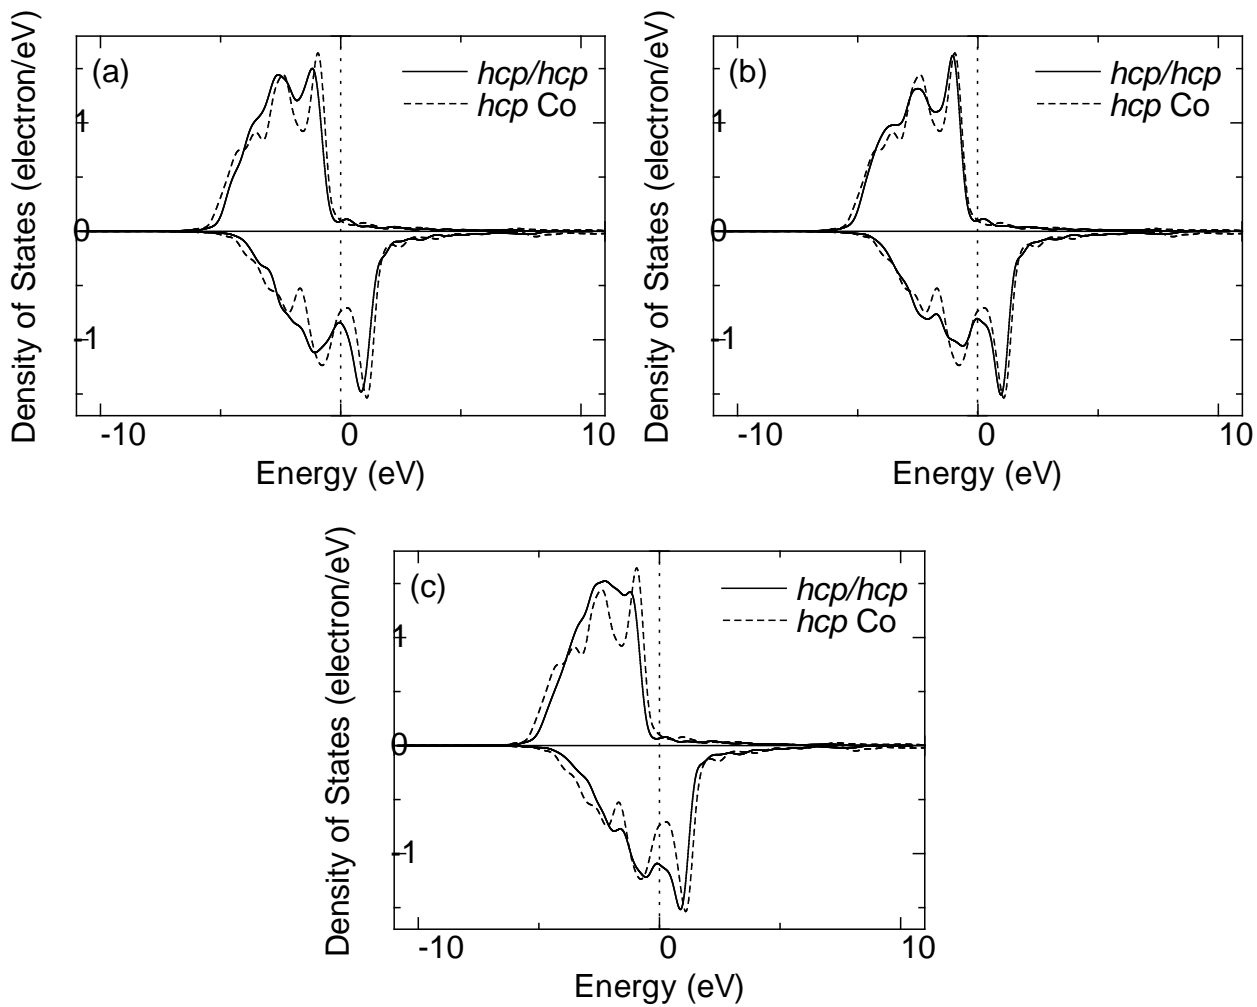 (a)
hcp/hcp
hcp Co
1
0
-1
-10
0
10
Energy (eV)
Density of States (electron/eV)
(b)
hcp/hcp
hcp Co
1
0
-1
-10
0
10
Energy (eV)
Density of States (electron/eV)
(c)
hcp/hcp
hcp Co
1
0
-1
-10
0
10
Energy (eV)
Density of States (electron/eV)